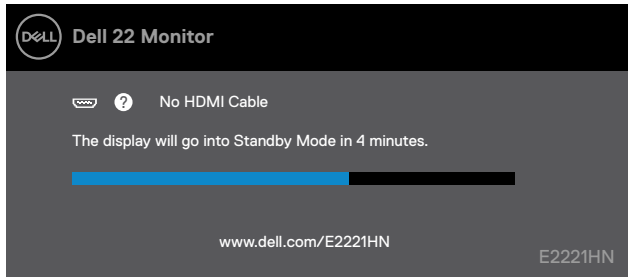 DELL
Dell 22 Monitor
? No HDMI Cable
The display will go into Standby Mode in 4 minutes.
www.dell.com/E2221HN
E2221HN